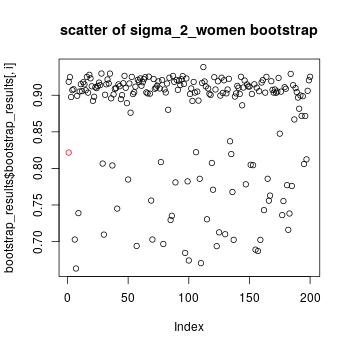 scatter of sigma_2_women bootstrap
bootstrap_results$bootstrap_results[, i]
0.90
0.85
0.80
0.75
0.70
0 50 100 150 200
Index